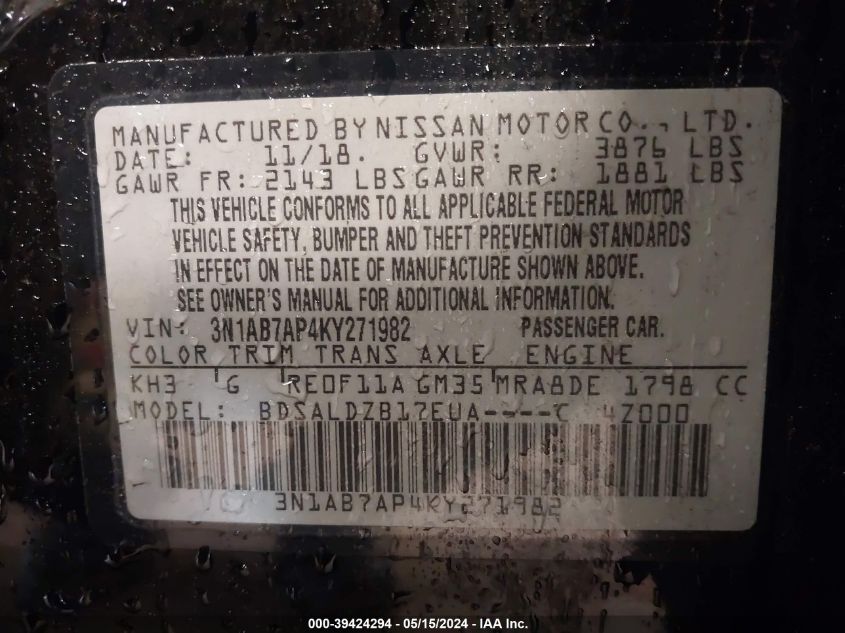 MANUFACTURED BY NISSAN MOTOR CO., LTD.
DATE: 11/18. GVWR: 3876 LBS
GAWR FR: 2143 LBS GAWR RR: 1881 LBS
THIS VEHICLE CONFORMS TO ALL APPLICABLE FEDERAL MOTOR
VEHICLE SAFETY, BUMPER AND THEFT PREVENTION STANDARDS
IN EFFECT ON THE DATE OF MANUFACTURE SHOWN ABOVE.
SEE OWNER'S MANUAL FOR ADDITIONAL INFORMATION.
VIN: 3N1AB7AP4KY271982 PASSENGER CAR.
COLOR TRIM TRANS AXLE ENGINE
KH3 G RE0F11A GM35 MRA8DE 1798 CC
MODEL: BDSALDZB17EUA----C 4Z000
3N1AB7AP4KY271982
000-39424294 - 05/15/2024 - IAA Inc.